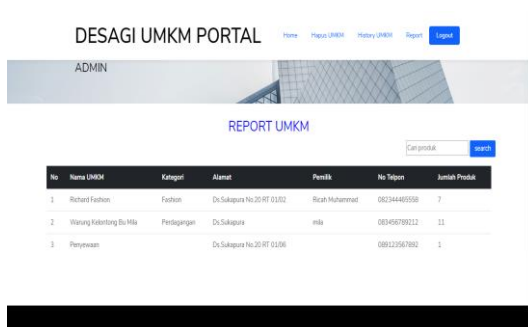 DESAGI UMKM PORTAL Home Hapus UMKM History UMKM Report Logout
ADMIN
REPORT UMKM
Cari produk search
No Nama UMKM Kategori Alamat Pemilik No Telpon Jumlah Produk
1 Richard Fashion Fashion Ds.Sukapura No.20 RT 01/02 Ricah Muhammad 082344465558 7
2 Warung Kelontong Bu Mila Perdagangan Ds.Sukapura mila 083456789212 11
3 Penyewaan Ds.Sukapura No.20 RT 01/06 089123567892 1